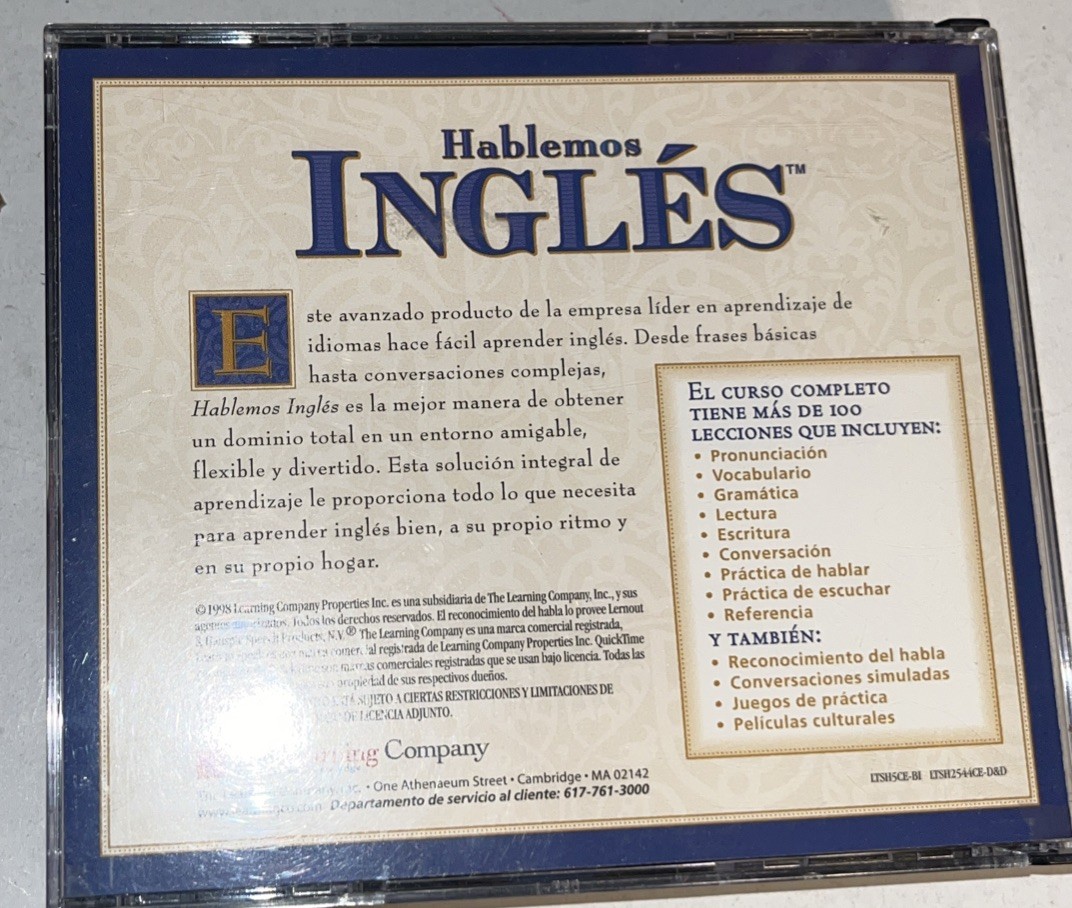 Hablemos
INGLÉS™
Este avanzado producto de la empresa líder en aprendizaje de
idiomas hace fácil aprender inglés. Desde frases básicas
hasta conversaciones complejas,
Hablemos Inglés es la mejor manera de obtener
un dominio total en un entorno amigable,
flexible y divertido. Esta solución integral de
aprendizaje le proporciona todo lo que necesita
para aprender inglés bien, a su propio ritmo y
en su propio hogar.
©1998 Learning Company Properties Inc. es una subsidiaria de The Learning Company, Inc., y sus
Todos los derechos reservados. El reconocimiento del habla lo provee Lernout
Speech Products, N.V.® The Learning Company es una marca comercial registrada,
registrada de Learning Company Properties Inc. QuickTime
marcas comerciales registradas que se usan bajo licencia. Todas las
propiedad de sus respectivos dueños.
SUJETO A CIERTAS RESTRICCIONES Y LIMITACIONES DE
LICENCIA ADJUNTO.
Company
• One Athenaeum Street • Cambridge • MA 02142
Departamento de servicio al cliente: 617-761-3000
EL CURSO COMPLETO
TIENE MÁS DE 100
LECCIONES QUE INCLUYEN:
• Pronunciación
• Vocabulario
• Gramática
• Lectura
• Escritura
• Conversación
• Práctica de hablar
• Práctica de escuchar
• Referencia
Y TAMBIÉN:
• Reconocimiento del habla
• Conversaciones simuladas
• Juegos de práctica
• Películas culturales
LTSH5CE-BI LTSH2544CE-D&D